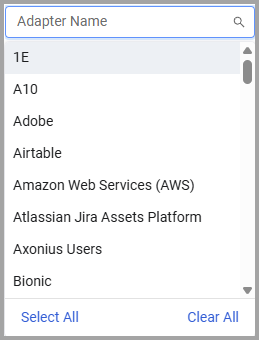 Adapter Name
1E
A10
Adobe
Airtable
Amazon Web Services (AWS)
Atlassian Jira Assets Platform
Axonius Users
Bionic
Select All Clear All